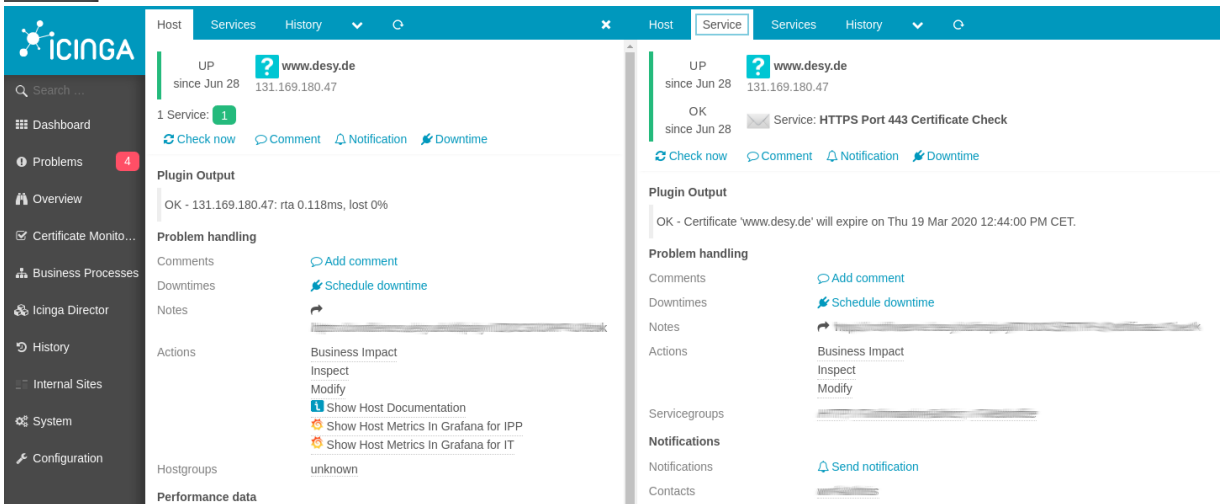 ICINGA
Search ...
Dashboard
Problems 4
Overview
Certificate Monito...
Business Processes
Icinga Director
History
Internal Sites
System
Configuration
Host Services History
UP
since Jun 28
? www.desy.de
131.169.180.47
1 Service: 1
Check now Comment Notification Downtime
Plugin Output
OK - 131.169.180.47: rta 0.118ms, lost 0%
Problem handling
Comments Add comment
Downtimes Schedule downtime
Notes
Actions Business Impact
Inspect
Modify
Show Host Documentation
Show Host Metrics In Grafana for IPP
Show Host Metrics In Grafana for IT
Hostgroups unknown
Performance data
Host Service Services History
UP
since Jun 28
? www.desy.de
131.169.180.47
OK
since Jun 28
Service: HTTPS Port 443 Certificate Check
Check now Comment Notification Downtime
Plugin Output
OK - Certificate 'www.desy.de' will expire on Thu 19 Mar 2020 12:44:00 PM CET.
Problem handling
Comments Add comment
Downtimes Schedule downtime
Notes
Actions Business Impact
Inspect
Modify
Servicegroups
Notifications
Notifications Send notification
Contacts